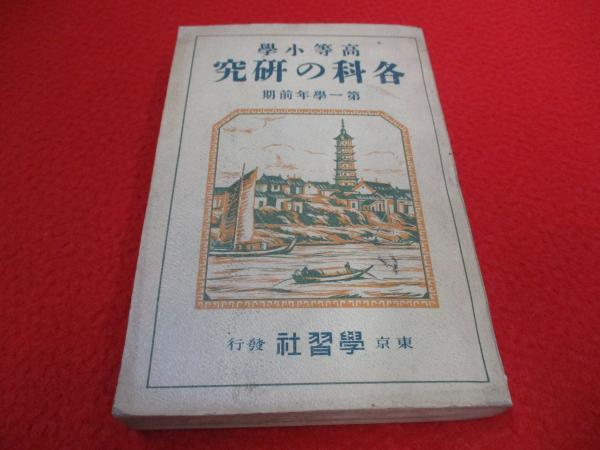 高等小學
各科の研究
第一學年前期
東京 學習社 發行